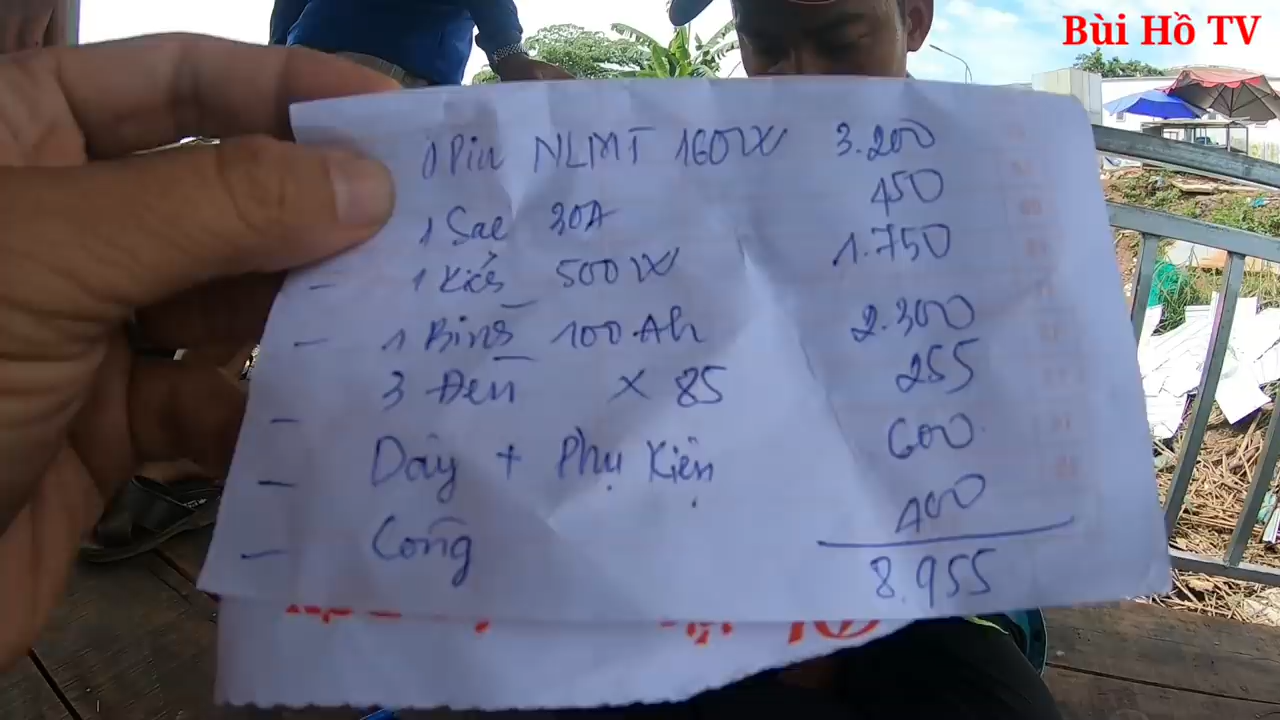 Bùi Hồ TV
1 Pin NLMT 160W 3.200
1 Sạc 30A 450
- 1 Kích 500W 1.750
- 1 Bình 100Ah 2.300
- 3 Đèn x 85 255
- Dây + Phụ Kiện 600
- Công 400
8.955